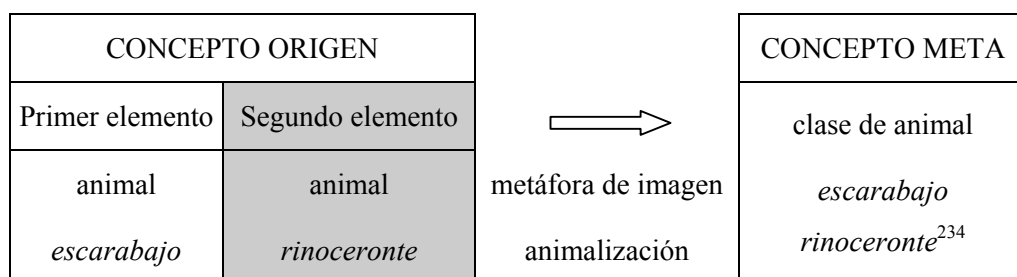 CONCEPTO ORIGEN
CONCEPTO META
Primer elemento
Segundo elemento
clase de animal
animal
animal
metáfora de imagen
escarabajo
escarabajo
rinoceronte
animalización
rinoceronte234